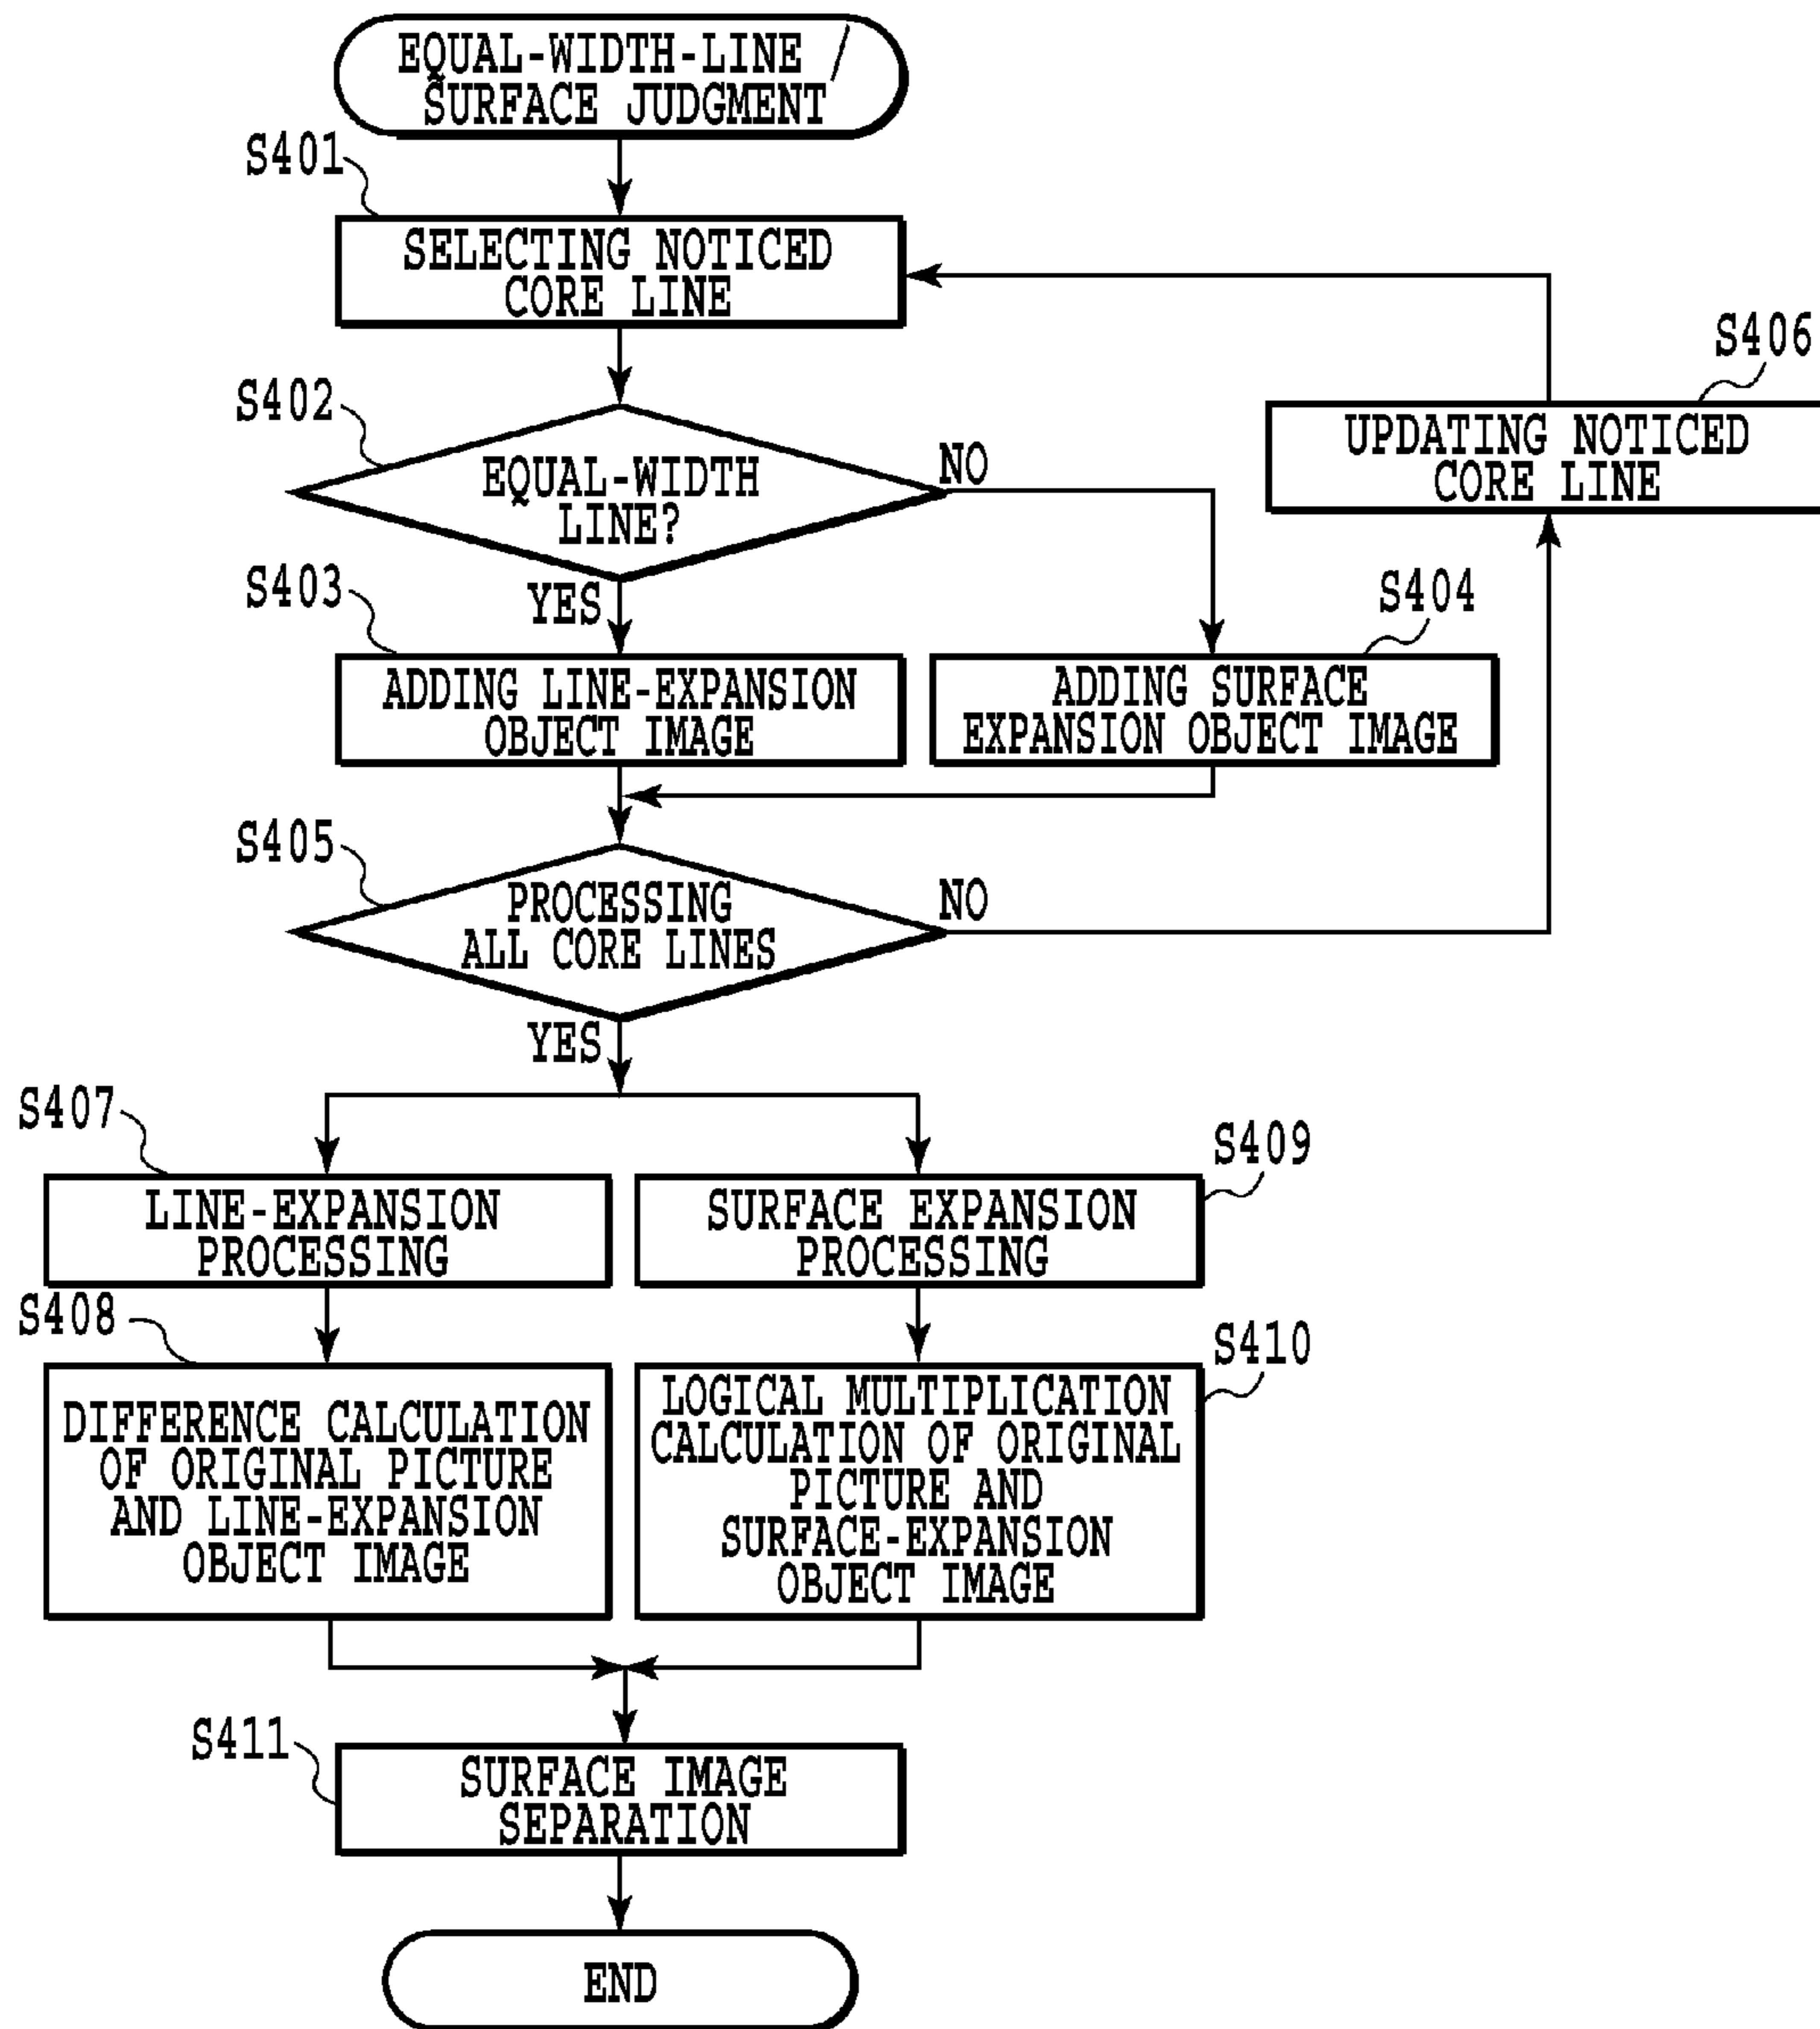 EQUAL-WIDTH-LINE /
SURFACE JUDGMENT
S401
SELECTING NOTICED
CORE LINE
S402
EQUAL-WIDTH
LINE?
NO
S406
UPDATING NOTICED
CORE LINE
YES
S403
ADDING LINE-EXPANSION
OBJECT IMAGE
S404
ADDING SURFACE
EXPANSION OBJECT IMAGE
S405
PROCESSING
ALL CORE LINES
NO
YES
S407
LINE-EXPANSION
PROCESSING
S409
SURFACE EXPANSION
PROCESSING
S408
DIFFERENCE CALCULATION
OF ORIGINAL PICTURE
AND LINE-EXPANSION
OBJECT IMAGE
S410
LOGICAL MULTIPLICATION
CALCULATION OF ORIGINAL
PICTURE AND
SURFACE-EXPANSION
OBJECT IMAGE
S411
SURFACE IMAGE
SEPARATION
END